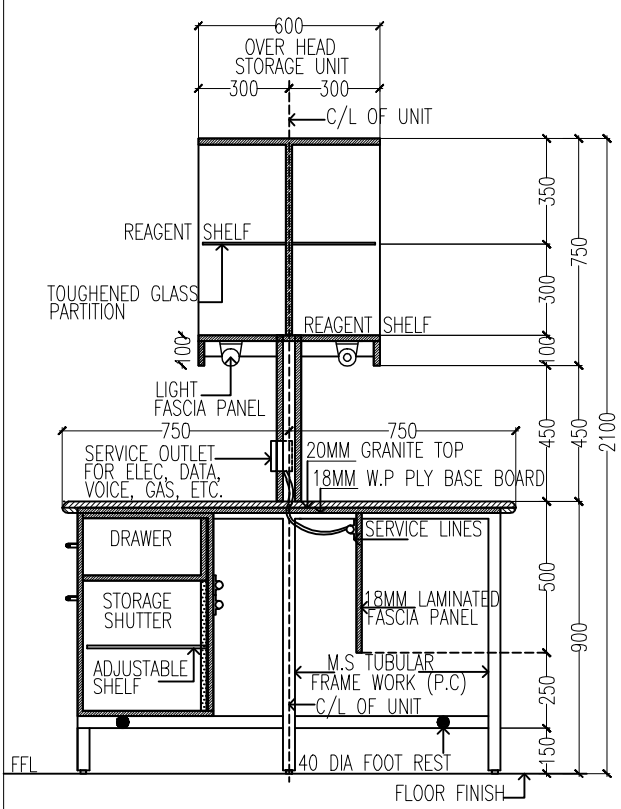 600
OVER HEAD
STORAGE UNIT
300 300
C/L OF UNIT
350
REAGENT SHELF
750
TOUGHENED GLASS
PARTITION
300
REAGENT SHELF
100
100
LIGHT
FASCIA PANEL
750 750
450
450
2100
SERVICE OUTLET
FOR ELEC, DATA,
VOICE, GAS, ETC.
20MM GRANITE TOP
18MM W.P PLY BASE BOARD
DRAWER
SERVICE LINES
500
STORAGE
SHUTTER
18MM LAMINATED
FASCIA PANEL
900
ADJUSTABLE
SHELF
M.S TUBULAR
FRAME WORK (P.C)
250
C/L OF UNIT
150
FFL
40 DIA FOOT REST
FLOOR FINISH